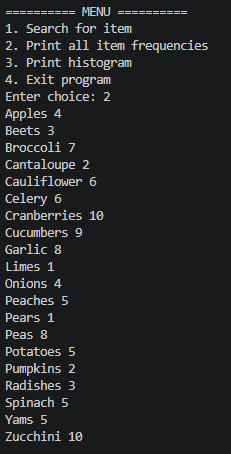 ========== MENU ==========
1. Search for item
2. Print all item frequencies
3. Print histogram
4. Exit program
Enter choice: 2
Apples 4
Beets 3
Broccoli 7
Cantaloupe 2
Cauliflower 6
Celery 6
Cranberries 10
Cucumbers 9
Garlic 8
Limes 1
Onions 4
Peaches 5
Pears 1
Peas 8
Potatoes 5
Pumpkins 2
Radishes 3
Spinach 5
Yams 5
Zucchini 10